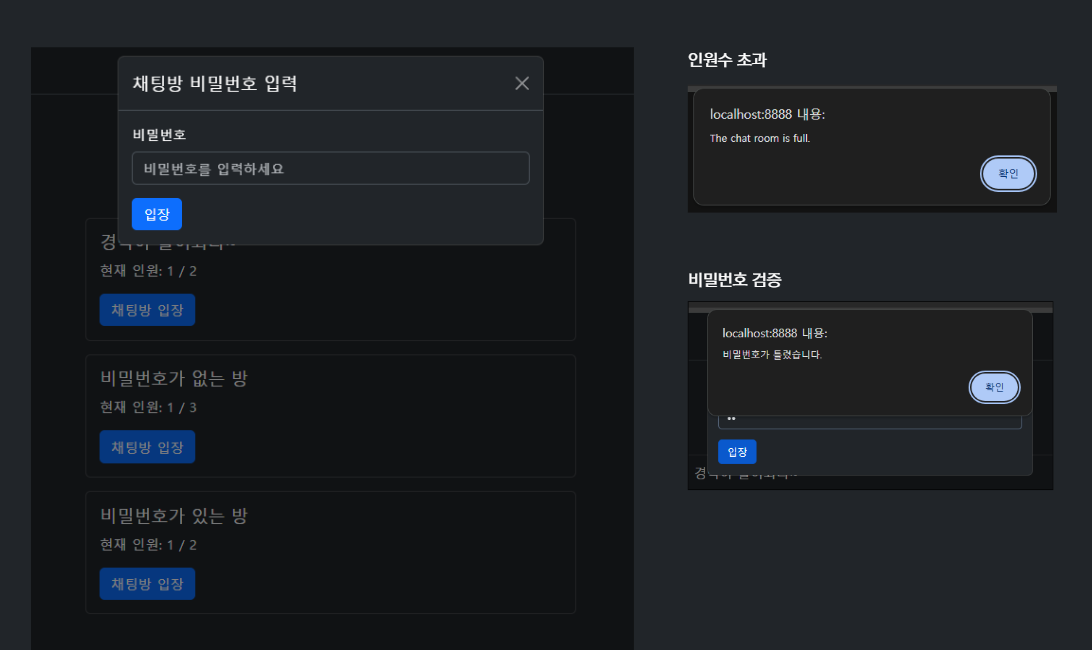 채팅방 비밀번호 입력
비밀번호
비밀번호를 입력하세요
입장
현재 인원: 1 / 2
채팅방 입장
비밀번호가 없는 방
현재 인원: 1 / 3
채팅방 입장
비밀번호가 있는 방
현재 인원: 1 / 2
채팅방 입장
인원수 초과
localhost:8888 내용:
The chat room is full.
확인
비밀번호 검증
localhost:8888 내용:
비밀번호가 틀렸습니다.
확인
입장